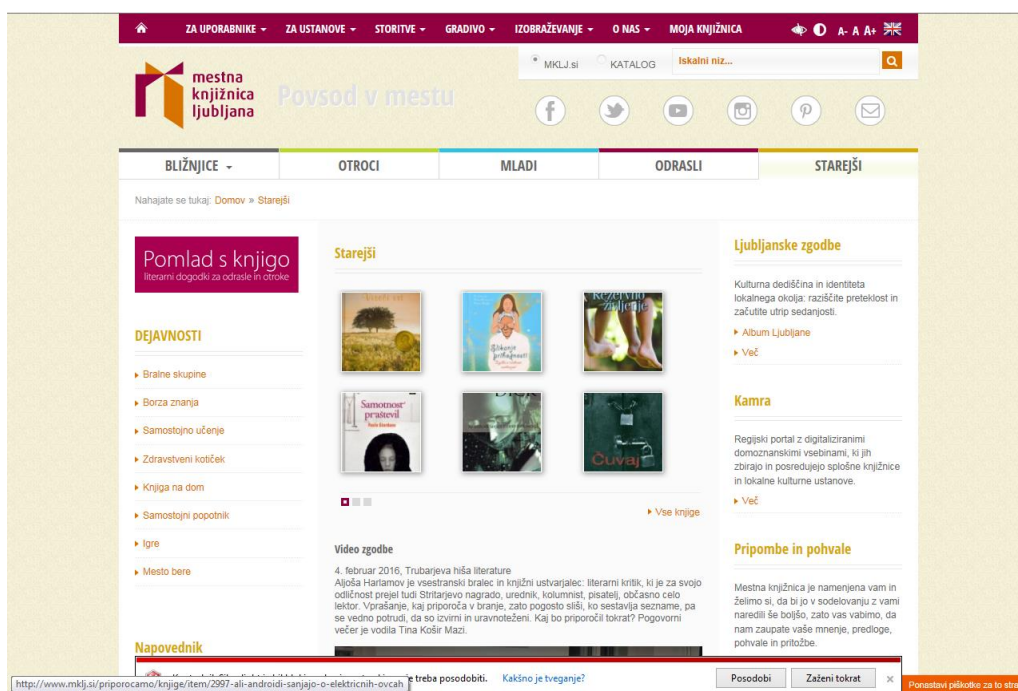 ZA UPORABNIKE
ZA USTANOVE
STORITVE
GRADIVO
IZOBRAŽEVANJE
O NAS
MOJA KNJIŽNICA
A- A A+
mestna
knjižnica
ljubljana
Povsod v mestu
MKLJ.si
KATALOG
Iskalni niz...
BLIŽNJICE
OTROCI
MLADI
ODRASLI
STAREJŠI
Nahajate se tukaj: Domov » Starejši
Pomlad s knjigo
literarni dogodki za odrasle in otroke
DEJAVNOSTI
Bralne skupine
Borza znanja
Samostojno učenje
Zdravstveni kotiček
Knjiga na dom
Samostojni popotnik
Igre
Mesto bere
Napovednik
Starejši
Rezervno
življenje
Samotnost
praštevil
Čuvaj
Vse knjige
Video zgodbe
4. februar 2016, Trubarjeva hiša literature
Aljoša Harlamov je vsestranski bralec in knjižni ustvarjalec: literarni kritik, ki je za svojo
odličnost prejel tudi Stritarjevo nagrado, urednik, kolumnist, pisatelj, občasno celo
lektor. Vprašanje, kaj priporoča v branje, zato pogosto sliši, ko sestavlja sezname, pa
se vedno potrudi, da so izvirni in uravnoteženi. Kaj bo priporočil tokrat? Pogovorni
večer je vodila Tina Košir Mazi.
Ljubljanske zgodbe
Kulturna dediščina in identiteta
lokalnega okolja: raziščite preteklost in
začutite utrip sedanjosti.
Album Ljubljane
Več
Kamra
Regijski portal z digitaliziranimi
domoznanskimi vsebinami, ki jih
zbirajo in posredujejo splošne knjižnice
in lokalne kulturne ustanove.
Več
Pripombe in pohvale
Mestna knjižnica je namenjena vam in
želimo si, da bi jo v sodelovanju z vami
naredili še boljšo, zato vas vabimo, da
nam zaupate vaše mnenje, predloge,
pohvale in pritožbe.
je treba posodobiti.
Kakšno je tveganje?
Posodobi
Zaženi tokrat
×
http://www.mklj.si/priporocamo/knjige/item/2997-ali-androidi-sanjajo-o-elektricnih-ovcah
Ponastavi piškotke za to